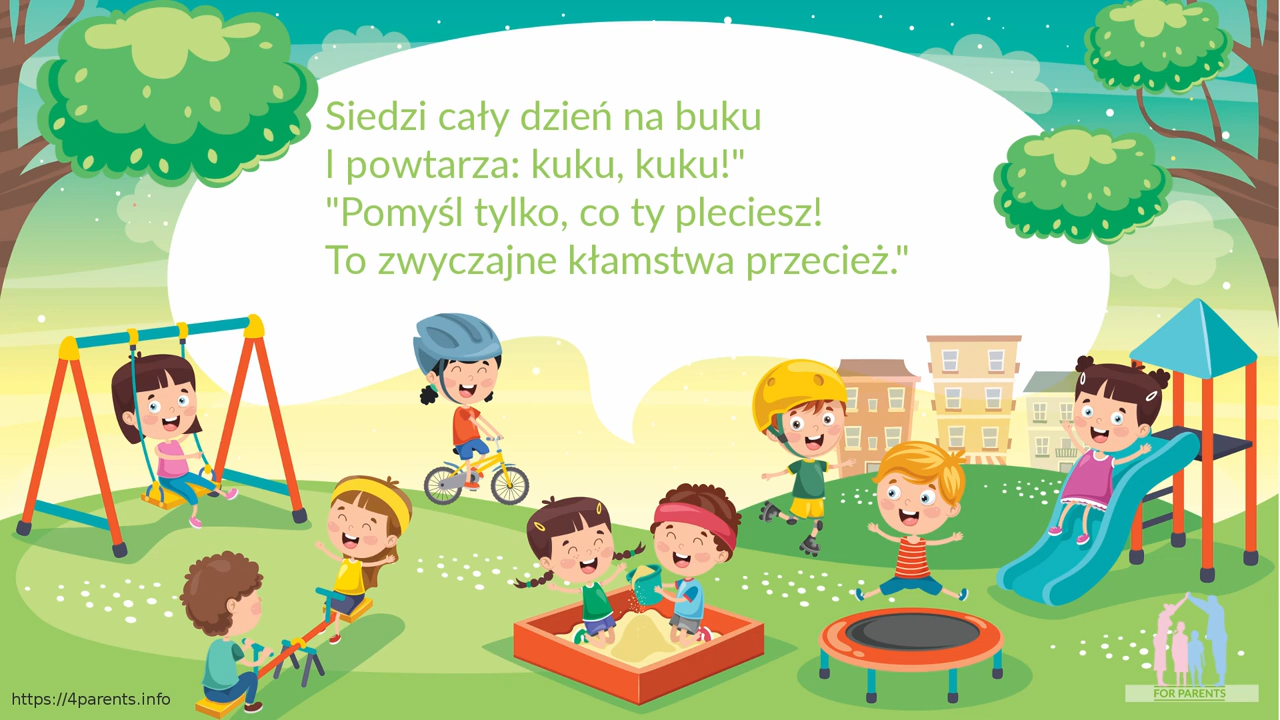 Siedzi cały dzień na buku
I powtarza: kuku, kuku!"
"Pomyśl tylko, co ty pleciesz!
To zwyczajne kłamstwa przecież."
https://4parents.info
FOR PARENTS